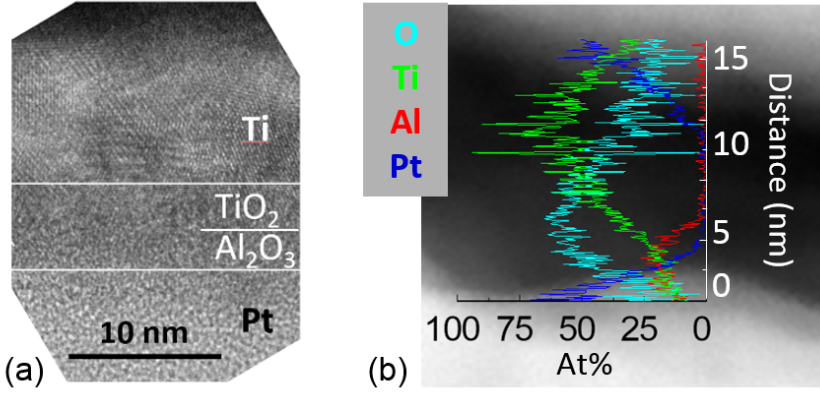 Ti
TiO₂
Al₂O₃
Pt
10 nm
(a)
O
Ti
Al
Pt
15
10
5
0
Distance (nm)
100 75 50 25 0
At%
(b)